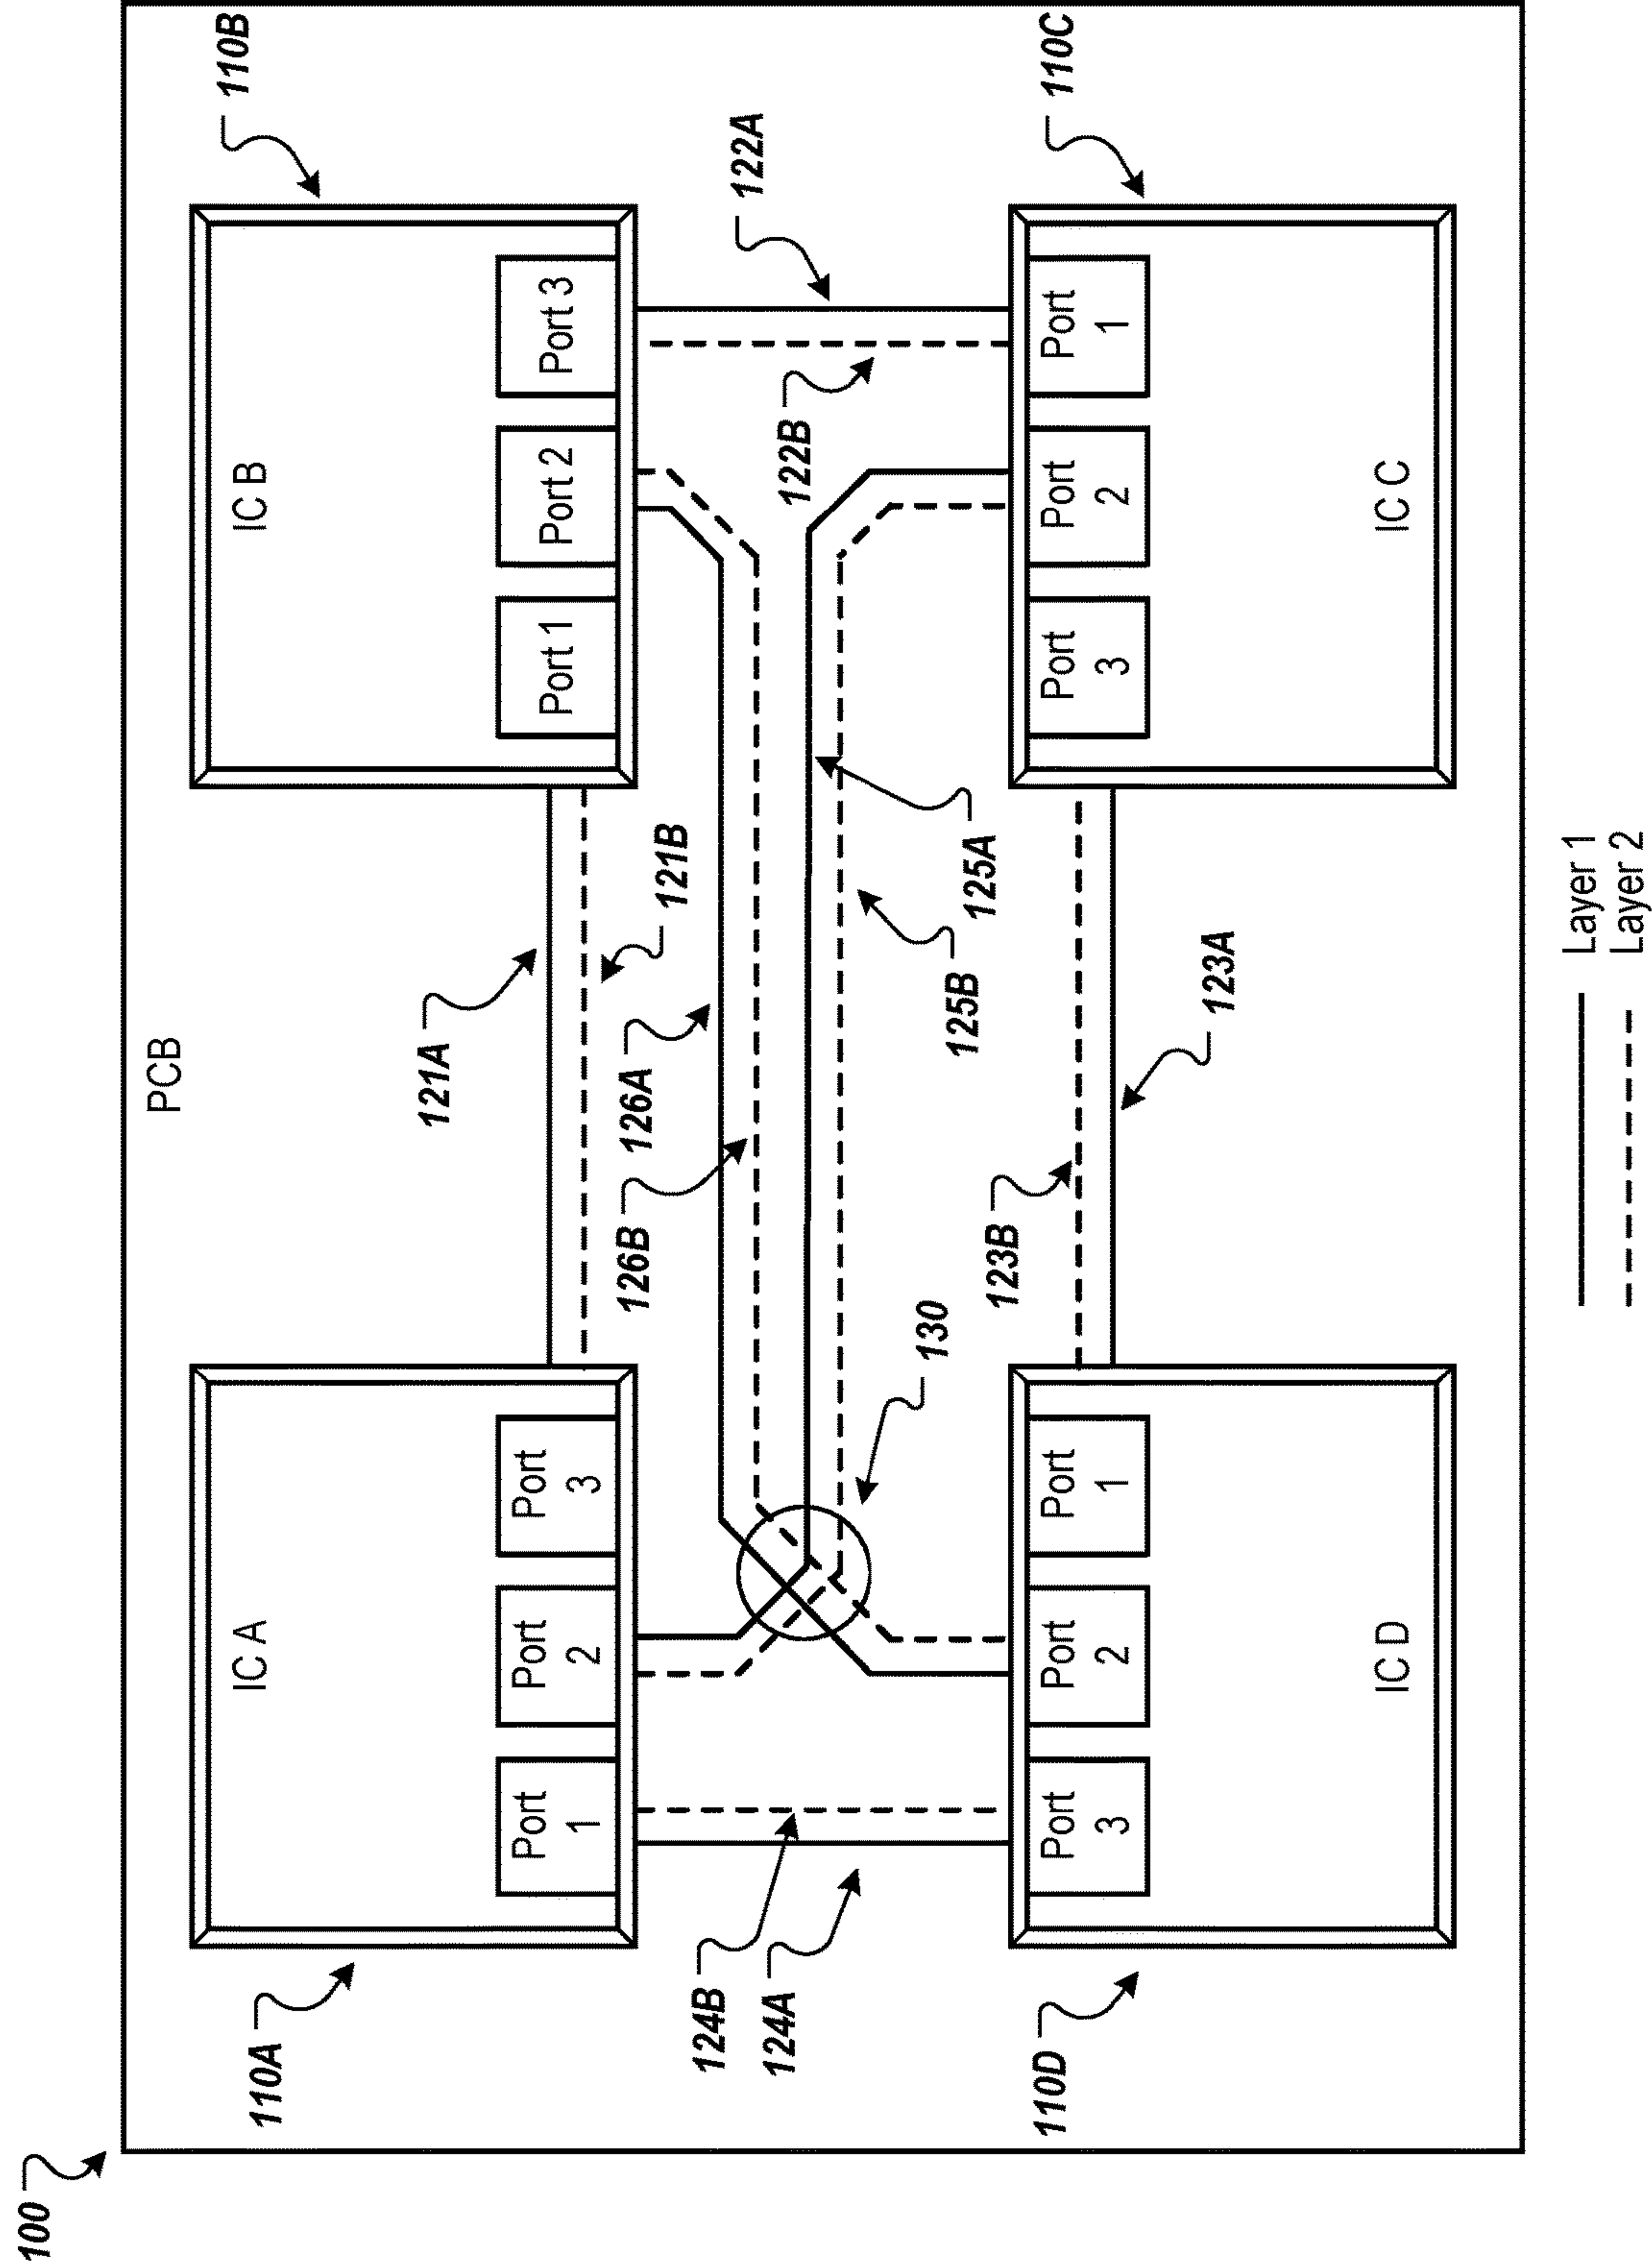 100
PCB
110A
IC A
Port
1
Port
2
Port
3
121A
121B
110B
IC B
Port 1
Port 2
Port 3
124B
124A
126B
126A
130
123B
125B
125A
122B
122A
123A
110D
IC D
Port
3
Port
2
Port
1
110C
IC C
Port
3
Port
2
Port
1
Layer 1
Layer 2